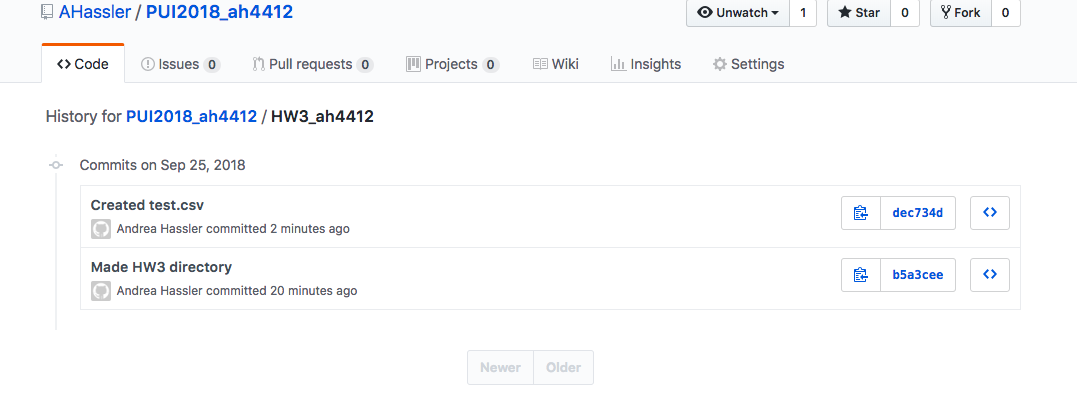 AHassler / PUI2018_ah4412
Unwatch 1 Star 0 Fork 0
Code Issues 0 Pull requests 0 Projects 0 Wiki Insights Settings
History for PUI2018_ah4412 / HW3_ah4412
Commits on Sep 25, 2018
Created test.csv
Andrea Hassler committed 2 minutes ago
dec734d
Made HW3 directory
Andrea Hassler committed 20 minutes ago
b5a3cee
Newer Older